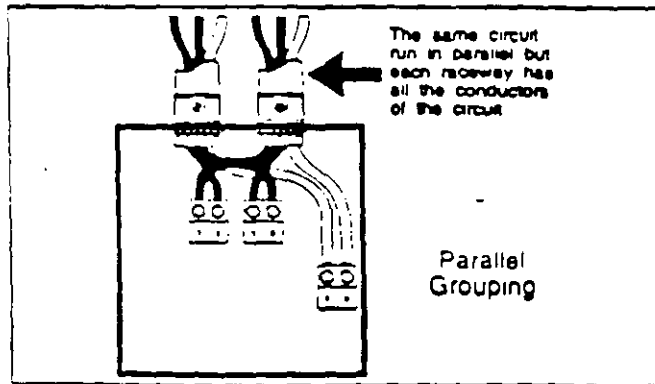 The same circuit
run in parallel but
each raceway has
all the conductors
of the circuit
Parallel
Grouping